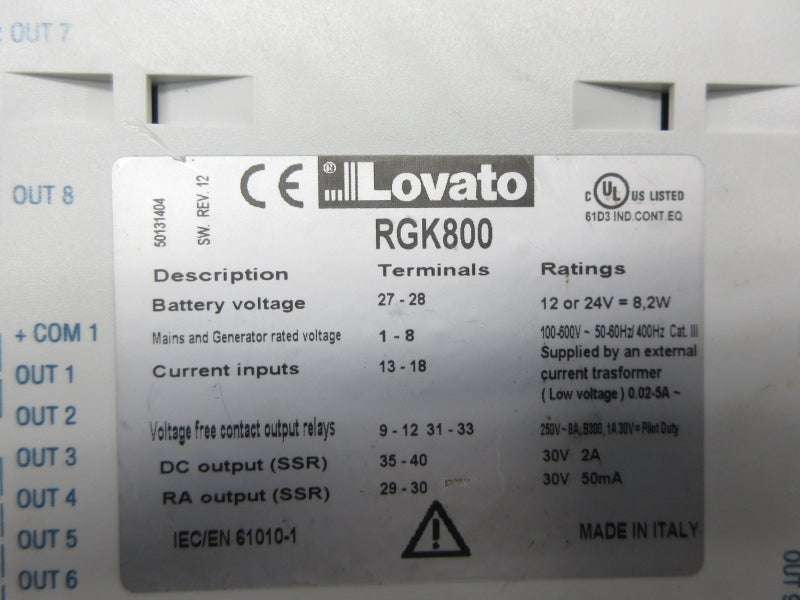 OUT 7
OUT 8
+ COM 1
OUT 1
OUT 2
OUT 3
OUT 4
OUT 5
OUT 6
50131404
SW. REV. 12
CE ® Lovato
RGK800
C UL US LISTED
61D3 IND.CONT.EQ
Description Terminals Ratings
Battery voltage 27 - 28 12 or 24V = 8,2W
Mains and Generator rated voltage 1 - 8 100-600V ~ 50-60Hz/ 400Hz Cat. III
Current inputs 13 - 18 Supplied by an external
current trasformer
( Low voltage ) 0.02-5A ~
Voltage free contact output relays 9 - 12 31 - 33 250V~ 8A, B300, 1A 30V= Pilot Duty
DC output (SSR) 35 - 40 30V 2A
RA output (SSR) 29 - 30 30V 50mA
IEC/EN 61010-1 MADE IN ITALY
OUT 9